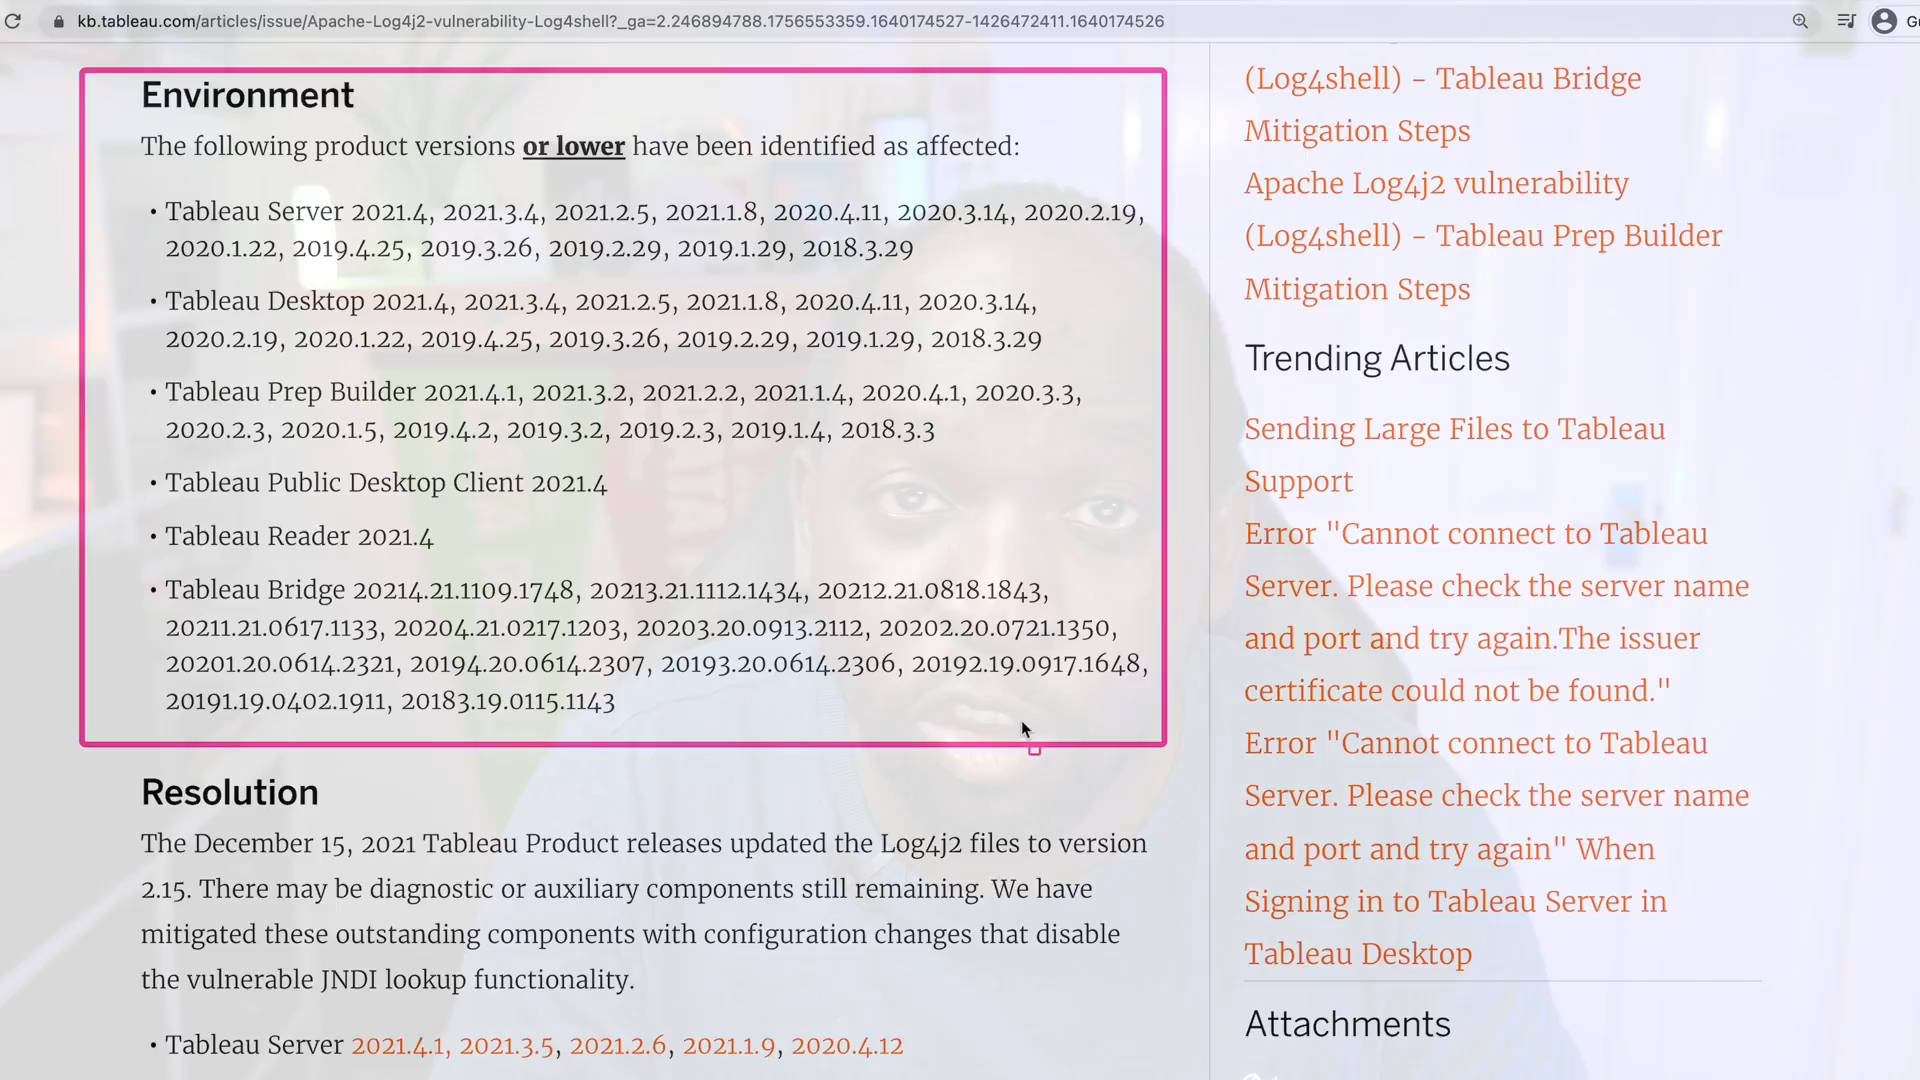 kb.tableau.com/articles/issue/Apache-Log4j2-vulnerability-Log4shell?_ga=2.246894788.1756553359.1640174527-1426472411.1640174526
Environment
The following product versions or lower have been identified as affected:
• Tableau Server 2021.4, 2021.3.4, 2021.2.5, 2021.1.8, 2020.4.11, 2020.3.14, 2020.2.19,
2020.1.22, 2019.4.25, 2019.3.26, 2019.2.29, 2019.1.29, 2018.3.29
• Tableau Desktop 2021.4, 2021.3.4, 2021.2.5, 2021.1.8, 2020.4.11, 2020.3.14,
2020.2.19, 2020.1.22, 2019.4.25, 2019.3.26, 2019.2.29, 2019.1.29, 2018.3.29
• Tableau Prep Builder 2021.4.1, 2021.3.2, 2021.2.2, 2021.1.4, 2020.4.1, 2020.3.3,
2020.2.3, 2020.1.5, 2019.4.2, 2019.3.2, 2019.2.3, 2019.1.4, 2018.3.3
• Tableau Public Desktop Client 2021.4
• Tableau Reader 2021.4
• Tableau Bridge 20214.21.1109.1748, 20213.21.1112.1434, 20212.21.0818.1843,
20211.21.0617.1133, 20204.21.0217.1203, 20203.20.0913.2112, 20202.20.0721.1350,
20201.20.0614.2321, 20194.20.0614.2307, 20193.20.0614.2306, 20192.19.0917.1648,
20191.19.0402.1911, 20183.19.0115.1143
Resolution
The December 15, 2021 Tableau Product releases updated the Log4j2 files to version
2.15. There may be diagnostic or auxiliary components still remaining. We have
mitigated these outstanding components with configuration changes that disable
the vulnerable JNDI lookup functionality.
• Tableau Server 2021.4.1, 2021.3.5, 2021.2.6, 2021.1.9, 2020.4.12
(Log4shell) - Tableau Bridge
Mitigation Steps
Apache Log4j2 vulnerability
(Log4shell) - Tableau Prep Builder
Mitigation Steps
Trending Articles
Sending Large Files to Tableau
Support
Error "Cannot connect to Tableau
Server. Please check the server name
and port and try again.The issuer
certificate could not be found."
Error "Cannot connect to Tableau
Server. Please check the server name
and port and try again" When
Signing in to Tableau Server in
Tableau Desktop
Attachments